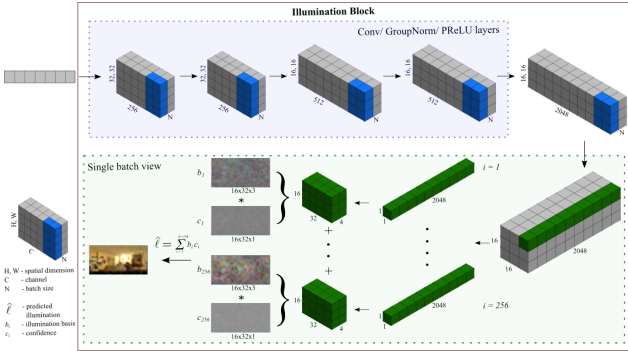 Illumination Block
Conv/ GroupNorm/ PReLU layers
32, 32
256
N
32, 32
256
16, 16
512
16, 16
512
N
16, 16
2048
N
Single batch view
b1
16x32x3
*
c1
16x32x1
16
32
4
1
1
2048
i = 1
+
+
16
2048
b256
16x32x3
*
c256
16x32x1
16
32
4
1
1
2048
i = 256
H, W
C
N
H, W - spatial dimension
C - channel
N - batch size
ℓ̂ - predicted
illumination
bi - illumination basis
ci - confidence